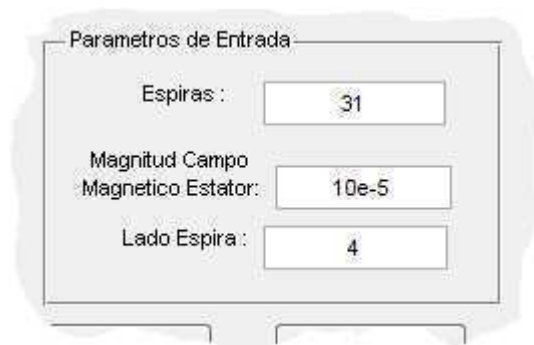 Parametros de Entrada
Espiras : 31
Magnitud Campo
Magnetico Estator: 10e-5
Lado Espira : 4